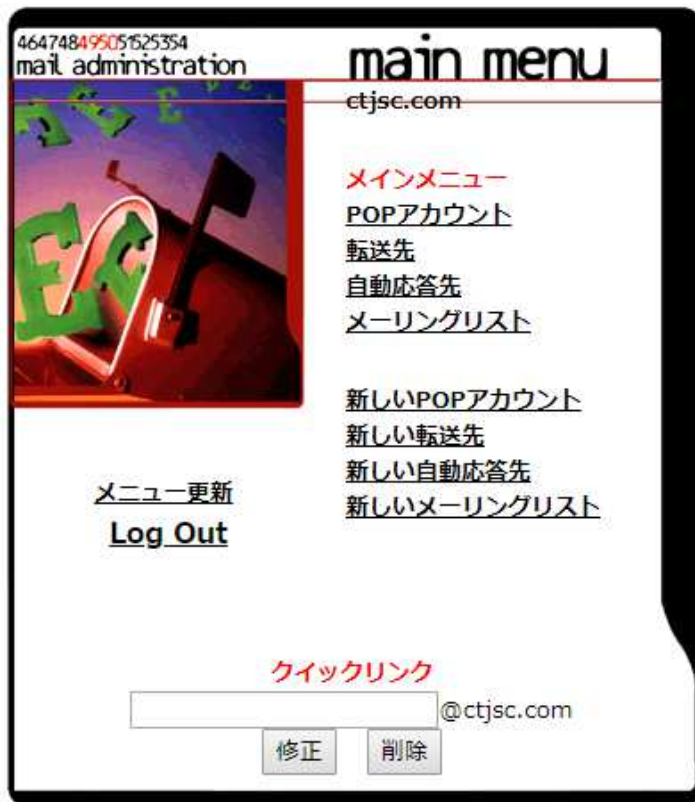 46474849505152​5354
mail administration
main menu
ctjsc.com
メインメニュー
POPアカウント
転送先
自動応答先
メーリングリスト
新しいPOPアカウント
新しい転送先
新しい自動応答先
新しいメーリングリスト
メニュー更新
Log Out
クイックリンク
@ctjsc.com
修正 削除